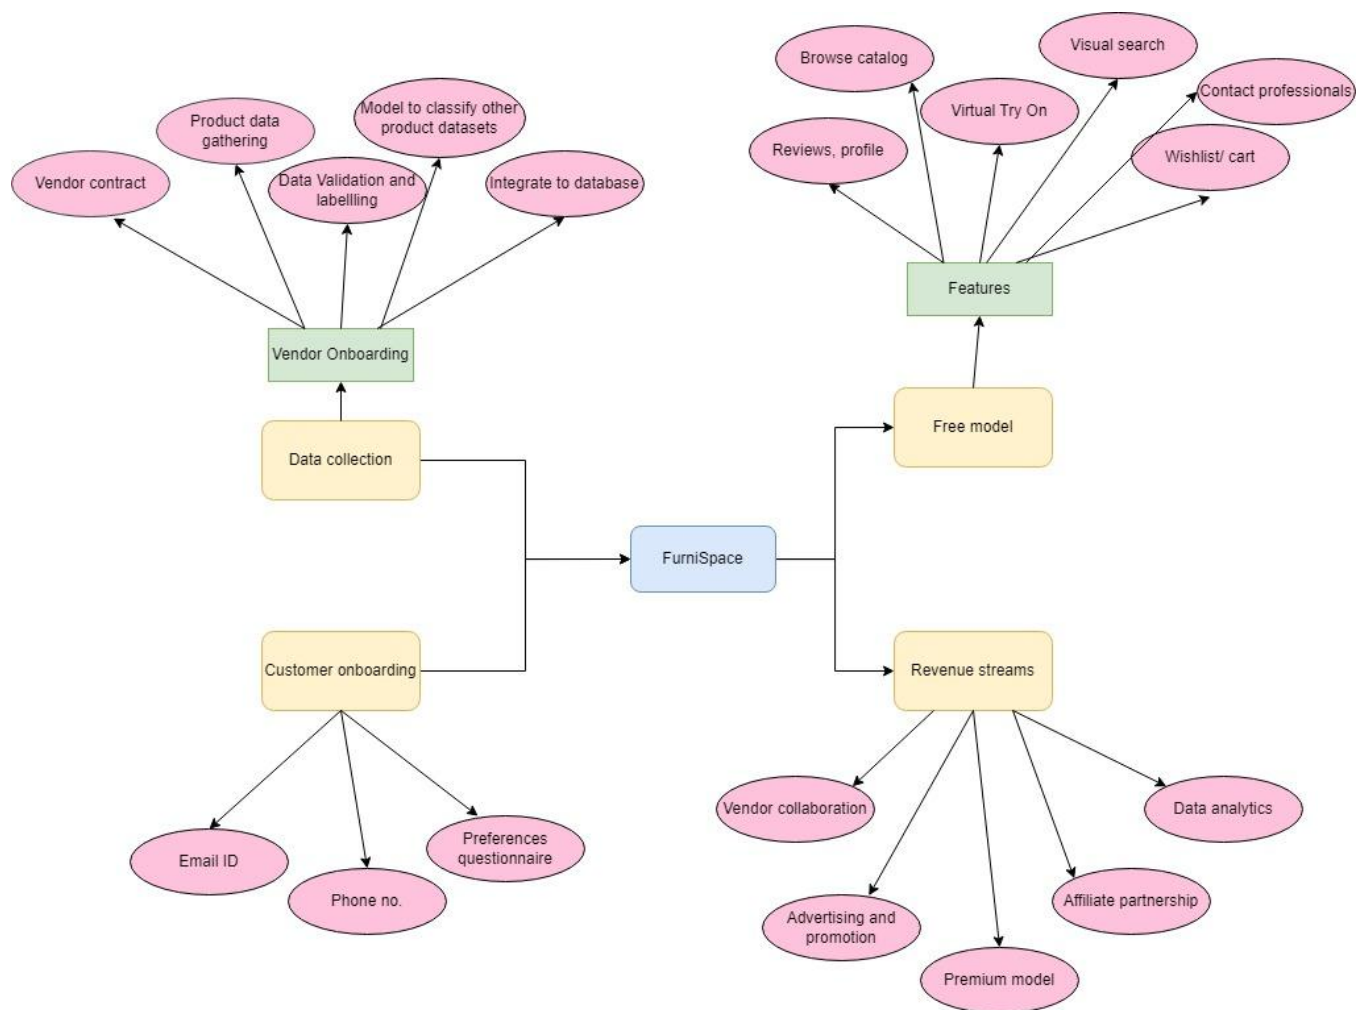 Visual search
Browse catalog
Contact professionals
Model to classify other
product datasets
Virtual Try On
Product data
gathering
Reviews, profile
Wishlist/ cart
Vendor contract
Data Validation and
labellling
Integrate to database
Features
Vendor Onboarding
Free model
Data collection
FurniSpace
Customer onboarding
Revenue streams
Vendor collaboration
Data analytics
Preferences
questionnaire
Email ID
Phone no.
Affiliate partnership
Advertising and
promotion
Premium model